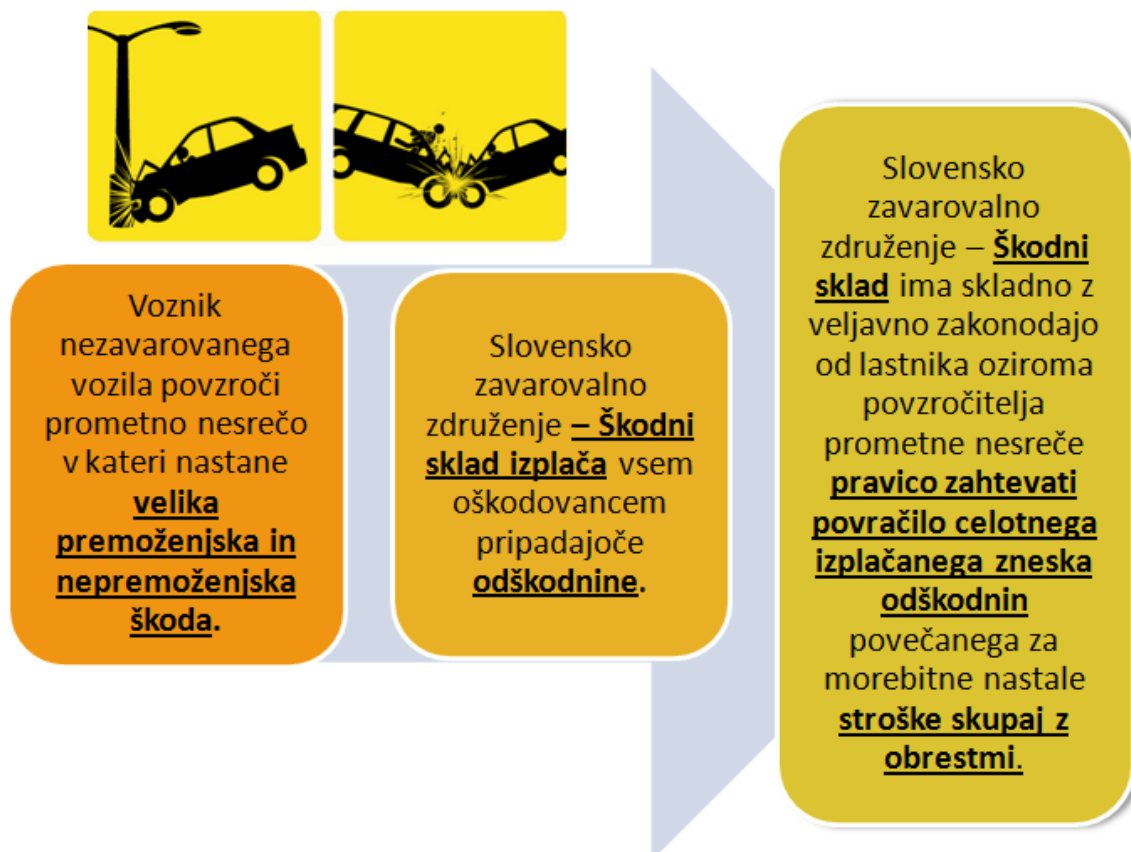 Voznik
nezavarovanega
vozila povzroči
prometno nesrečo
v kateri nastane
velika
premoženjska in
nepremoženjska
škoda.
Slovensko
zavarovalno
združenje – Škodni
sklad izplača vsem
oškodovancem
pripadajoče
odškodnine.
Slovensko
zavarovalno
združenje – Škodni
sklad ima skladno z
veljavno zakonodajo
od lastnika oziroma
povzročitelja
prometne nesreče
pravico zahtevati
povračilo celotnega
izplačanega zneska
odškodnin
povečanega za
morebitne nastale
stroške skupaj z
obrestmi.